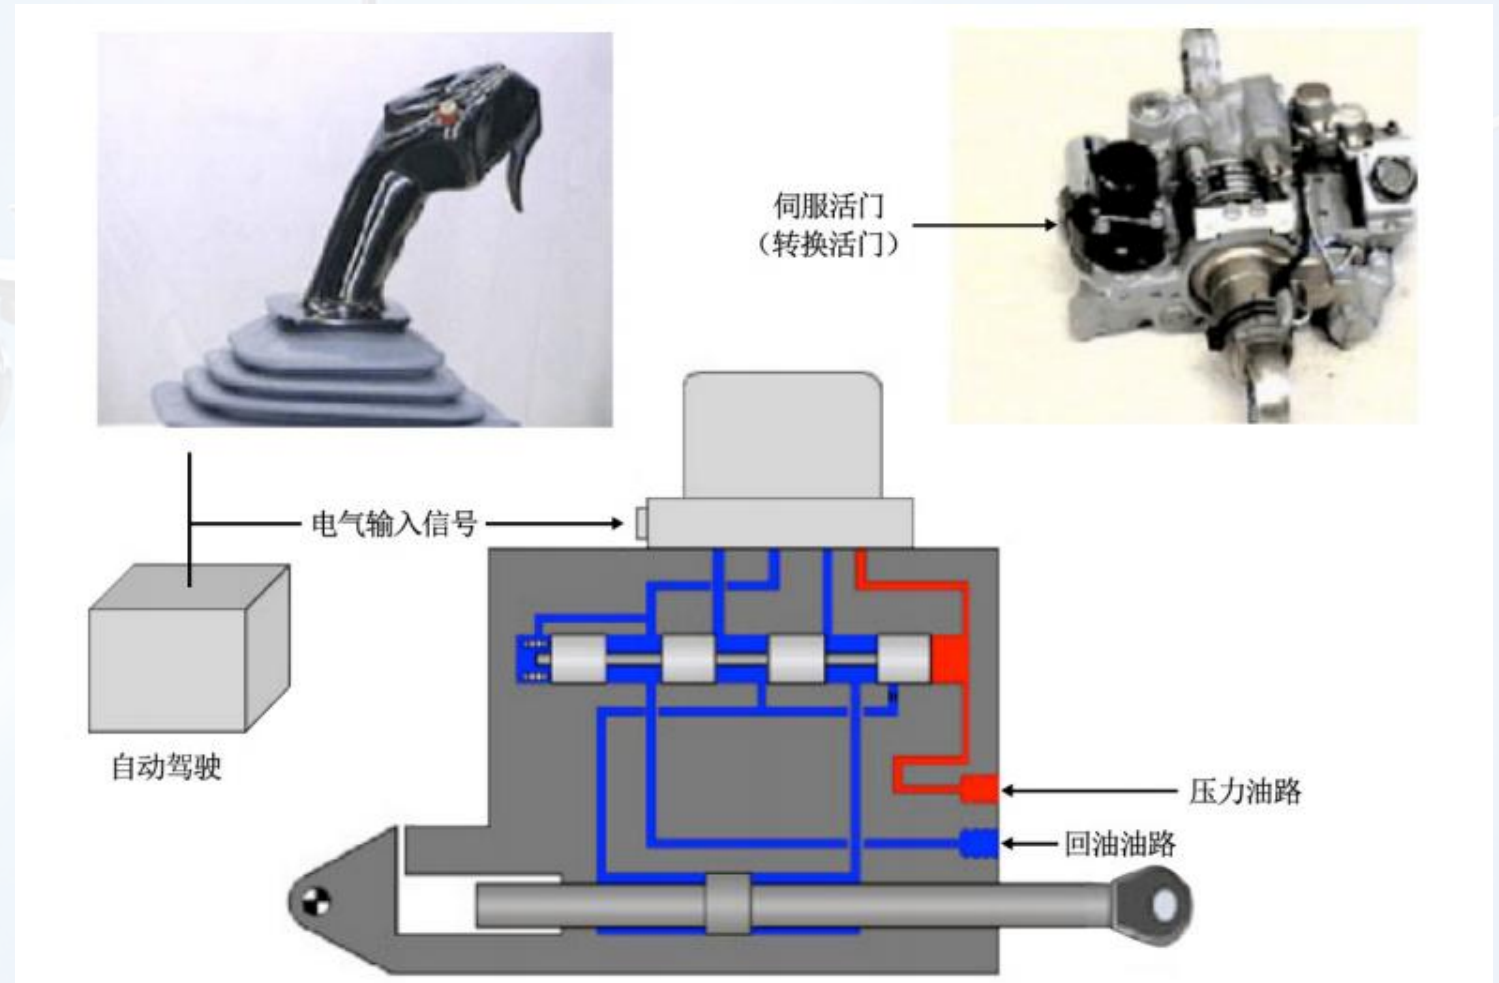 伺服活门
（转换活门）
电气输入信号
自动驾驶
压力油路
回油油路